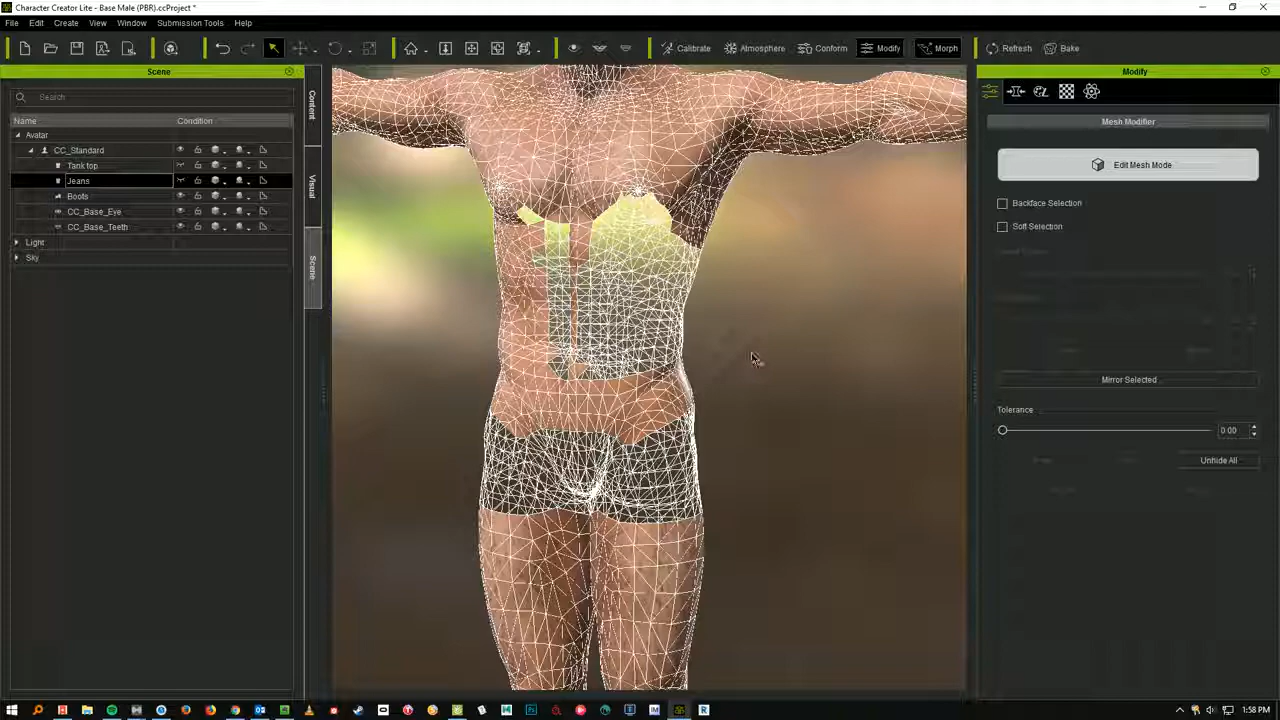 Character Creator Lite - Base Male (PBR).ccProject *
File Edit Create View Window Submission Tools Help
Calibrate Atmosphere Conform Modify Morph Refresh Bake
Scene
Search
Name Condition
Avatar
CC_Standard
Tank top
Jeans
Boots
CC_Base_Eye
CC_Base_Teeth
Light
Sky
Content
Visual
Scene
Modify
Mesh Modifier
Edit Mesh Mode
Backface Selection
Soft Selection
Mirror Selected
Tolerance
0.00
Unhide All
1:58 PM